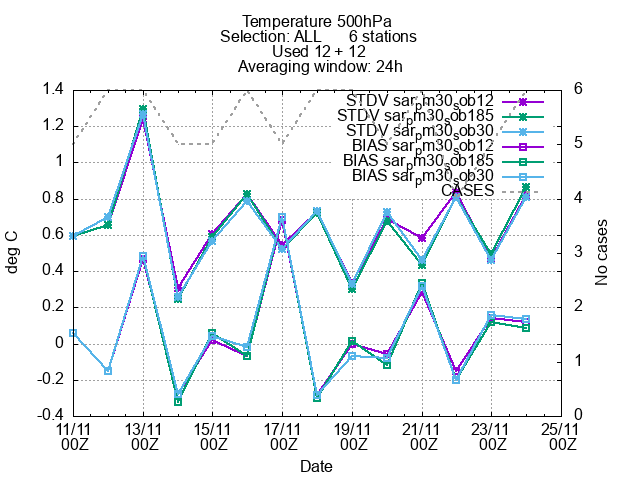 Temperature 500hPa
Selection: ALL 6 stations
Used 12 + 12
Averaging window: 24h
1.4
1.2
1
0.8
0.6
0.4
0.2
0
-0.2
-0.4
deg C
6
5
4
3
2
1
0
No cases
STDV sar_pm30_sob12
STDV sar_pm30_sob185
STDV sar_pm30_sob30
BIAS sar_pm30_sob12
BIAS sar_pm30_sob185
BIAS sar_pm30_sob30
CASES
11/11 13/11 15/11 17/11 19/11 21/11 23/11 25/11
00Z 00Z 00Z 00Z 00Z 00Z 00Z 00Z
Date